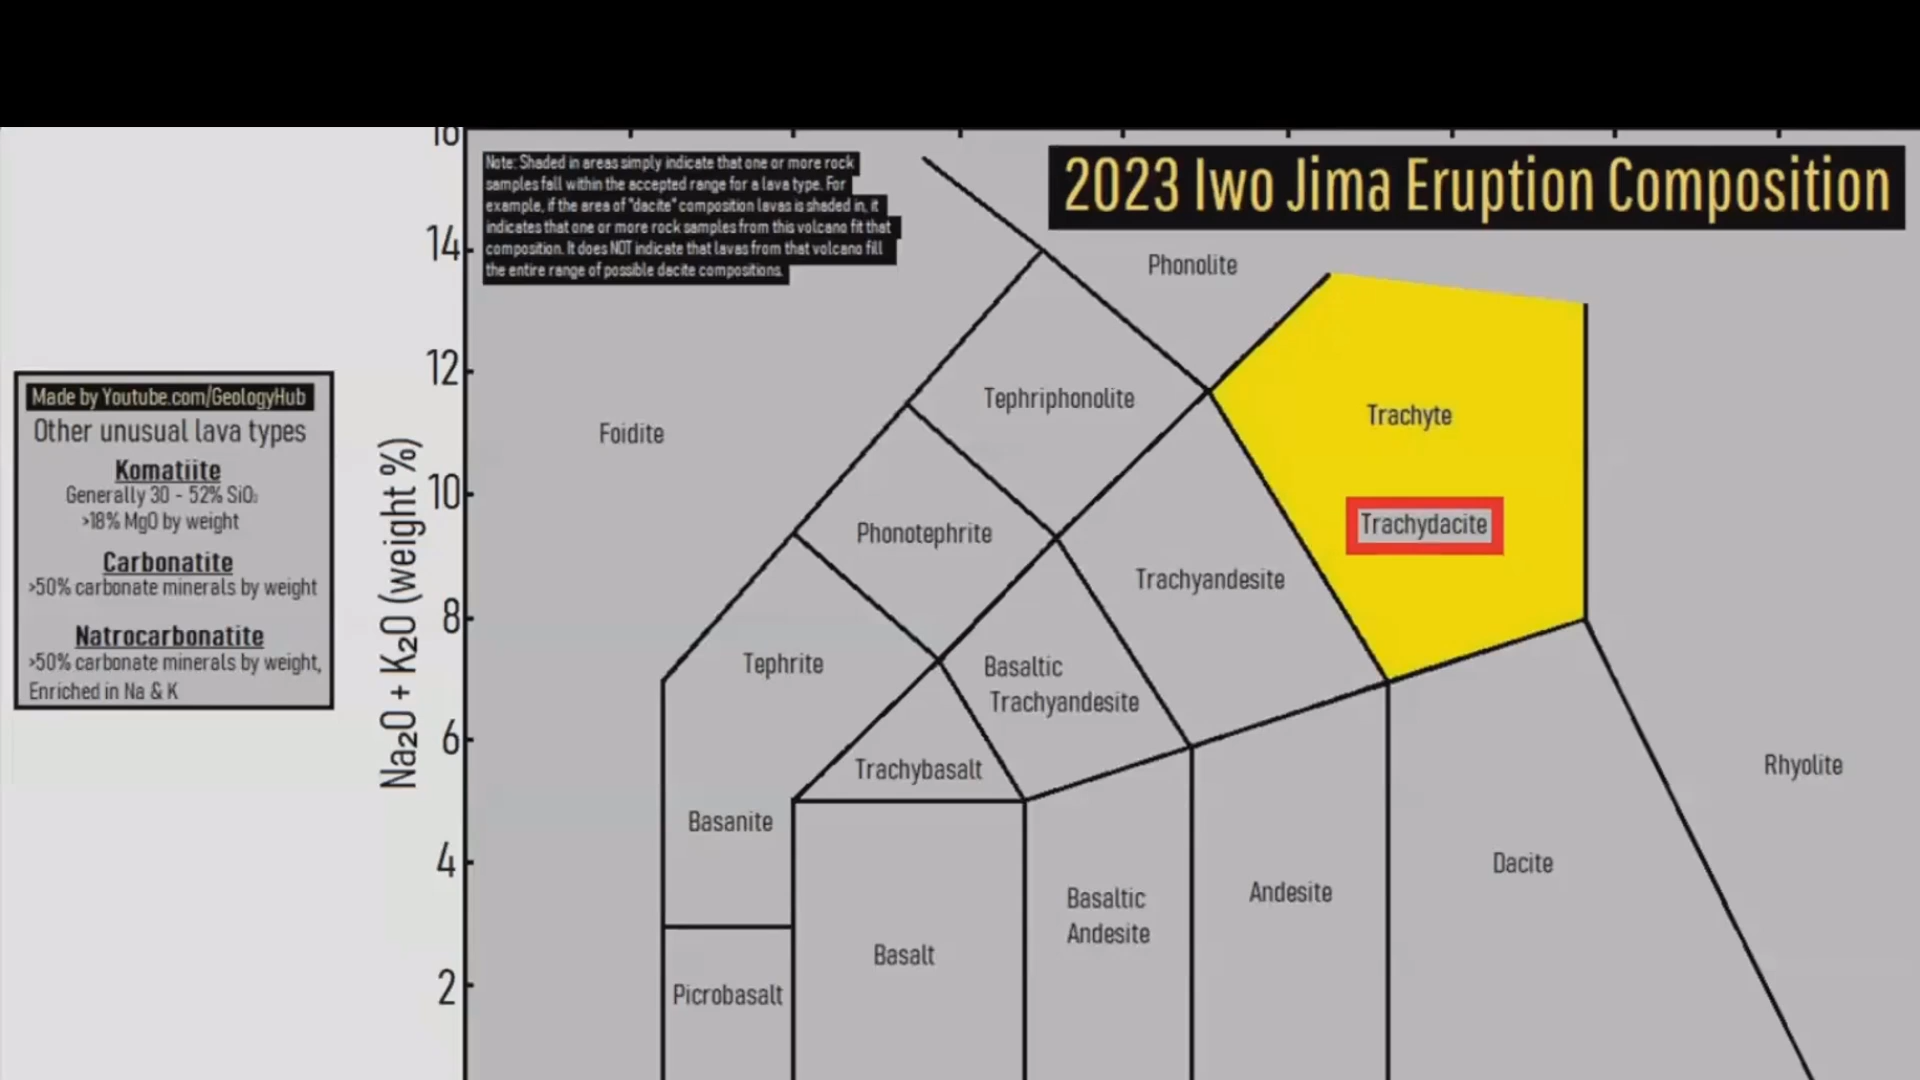 16
Note: Shaded in areas simply indicate that one or more rock
samples fall within the accepted range for a lava type. For
example, if the area of "dacite" composition lavas is shaded in, it
indicates that one or more rock samples from this volcano fit that
composition. It does NOT indicate that lavas from that volcano fill
the entire range of possible dacite compositions.
2023 Iwo Jima Eruption Composition
14
Phonolite
12
Made by Youtube.com/GeologyHub
Other unusual lava types
Komatiite
Generally 30 - 52% SiO₂
>18% MgO by weight
Carbonatite
>50% carbonate minerals by weight
Natrocarbonatite
>50% carbonate minerals by weight,
Enriched in Na & K
Na₂O + K₂O (weight %)
Foidite
Tephriphonolite
Trachyte
10
Phonotephrite
Trachydacite
Trachyandesite
8
Tephrite
Basaltic
Trachyandesite
6
Trachybasalt
Rhyolite
Basanite
4
Dacite
Basaltic
Andesite
Andesite
Basalt
2
Picrobasalt